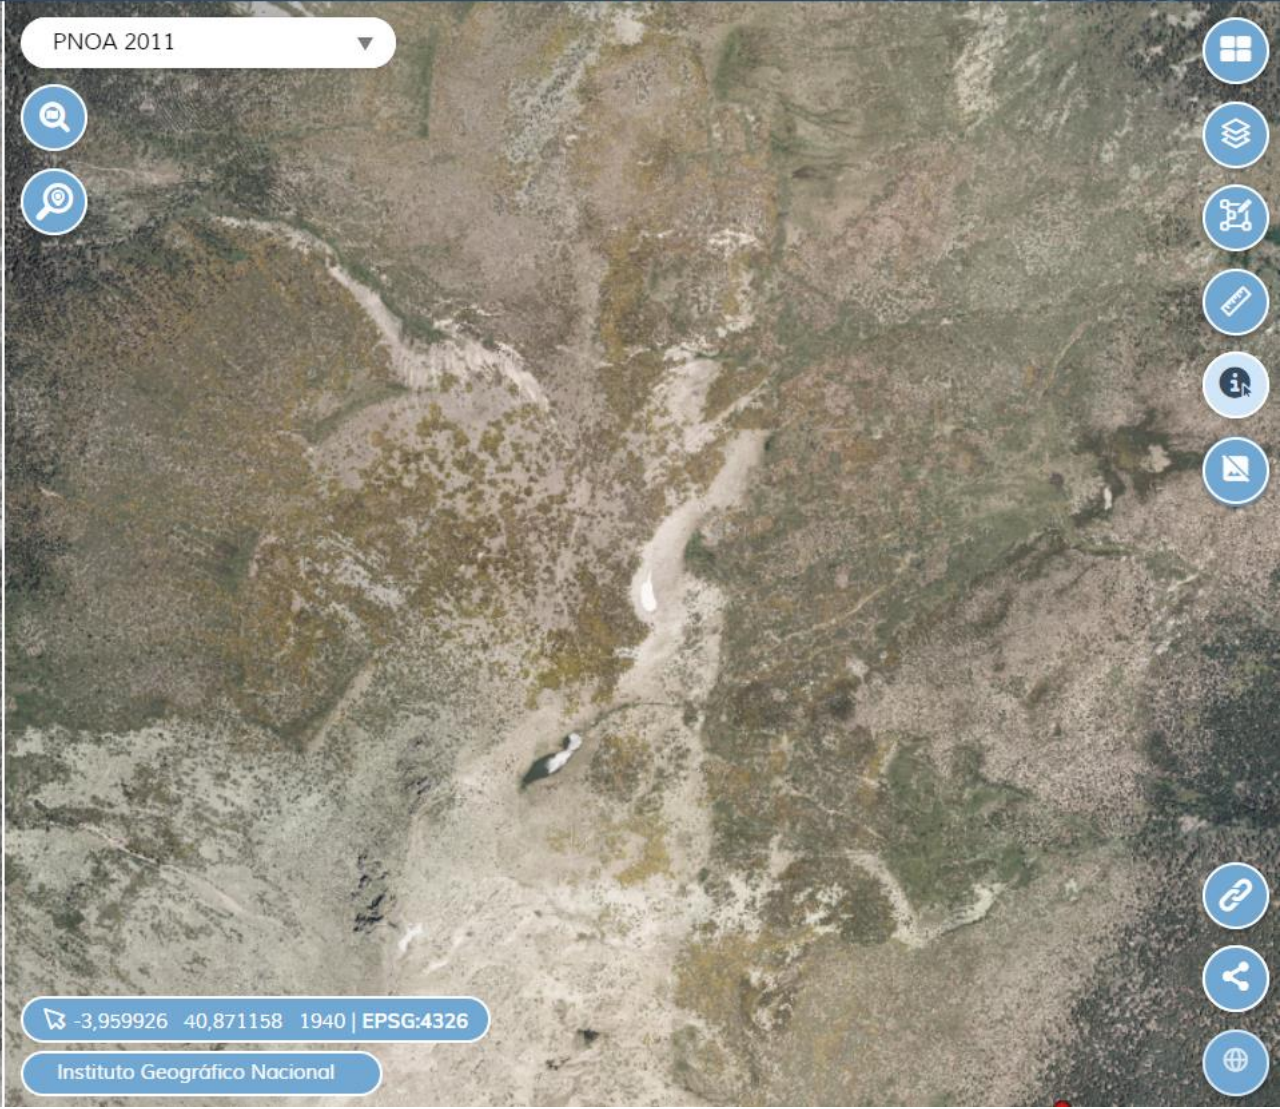 PNOA 2011
-3,959926 40,871158 1940 | EPSG:4326
Instituto Geográfico Nacional